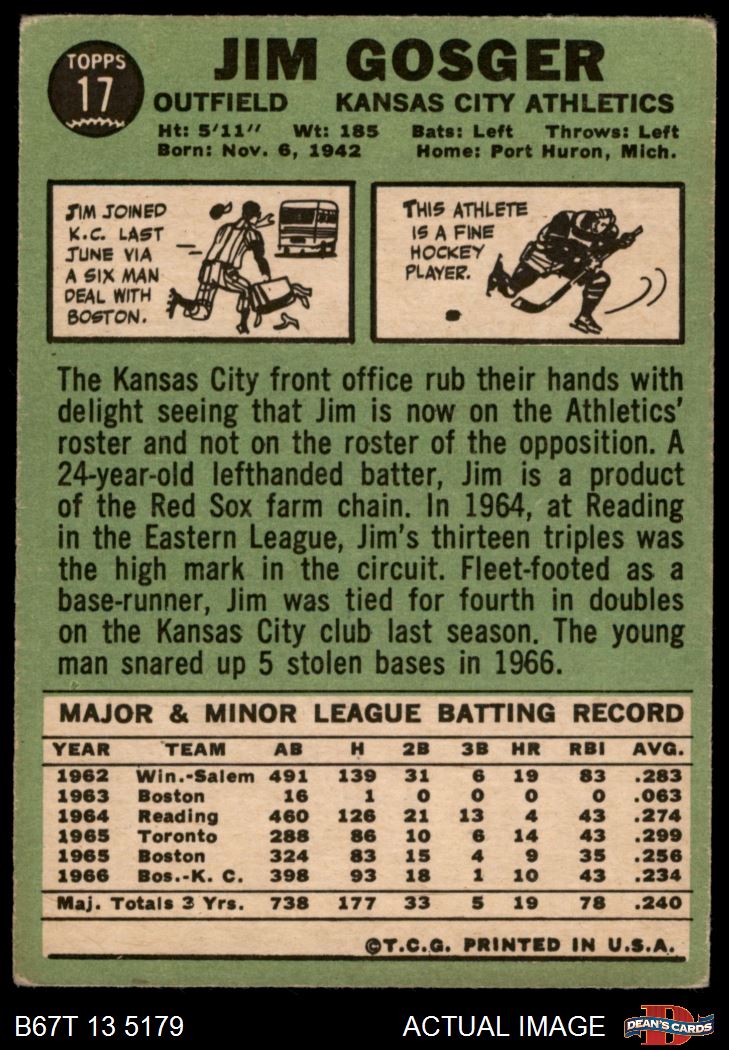 TOPPS
17
JIM GOSGER
OUTFIELD KANSAS CITY ATHLETICS
Ht: 5'11" Wt: 185 Bats: Left Throws: Left
Born: Nov. 6, 1942 Home: Port Huron, Mich.
JIM JOINED
K.C. LAST
JUNE VIA
A SIX MAN
DEAL WITH
BOSTON.
THIS ATHLETE
IS A FINE
HOCKEY
PLAYER.
The Kansas City front office rub their hands with
delight seeing that Jim is now on the Athletics'
roster and not on the roster of the opposition. A
24-year-old lefthanded batter, Jim is a product
of the Red Sox farm chain. In 1964, at Reading
in the Eastern League, Jim's thirteen triples was
the high mark in the circuit. Fleet-footed as a
base-runner, Jim was tied for fourth in doubles
on the Kansas City club last season. The young
man snared up 5 stolen bases in 1966.
MAJOR & MINOR LEAGUE BATTING RECORD
YEAR TEAM AB H 2B 3B HR RBI AVG.
1962 Win.-Salem 491 139 31 6 19 83 .283
1963 Boston 16 1 0 0 0 0 .063
1964 Reading 460 126 21 13 4 43 .274
1965 Toronto 288 86 10 6 14 43 .299
1965 Boston 324 83 15 4 9 35 .256
1966 Bos.-K. C. 398 93 18 1 10 43 .234
Maj. Totals 3 Yrs. 738 177 33 5 19 78 .240
©T.C.G. PRINTED IN U.S.A.
B67T 13 5179 ACTUAL IMAGE
D
DEAN'S CARDS